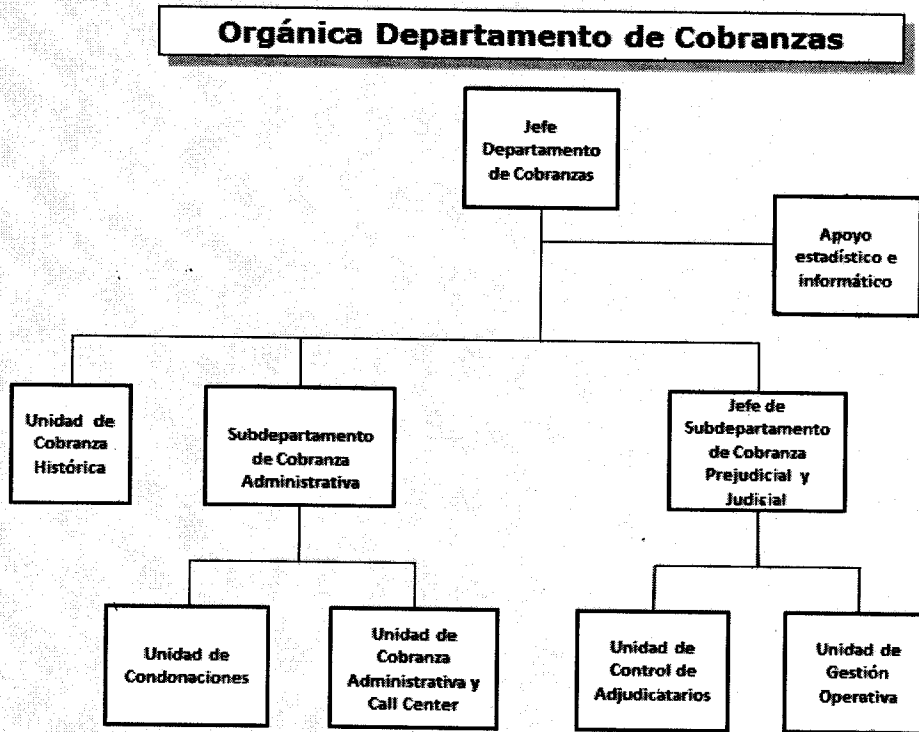 Orgánica Departamento de Cobranzas
Jefe
Departamento
de Cobranzas
Apoyo
estadístico e
informático
Unidad de
Cobranza
Histórica
Subdepartamento
de Cobranza
Administrativa
Jefe de
Subdepartamento
de Cobranza
Prejudicial y
Judicial
Unidad de
Condonaciones
Unidad de
Cobranza
Administrativa y
Call Center
Unidad de
Control de
Adjudicatarios
Unidad de
Gestión
Operativa